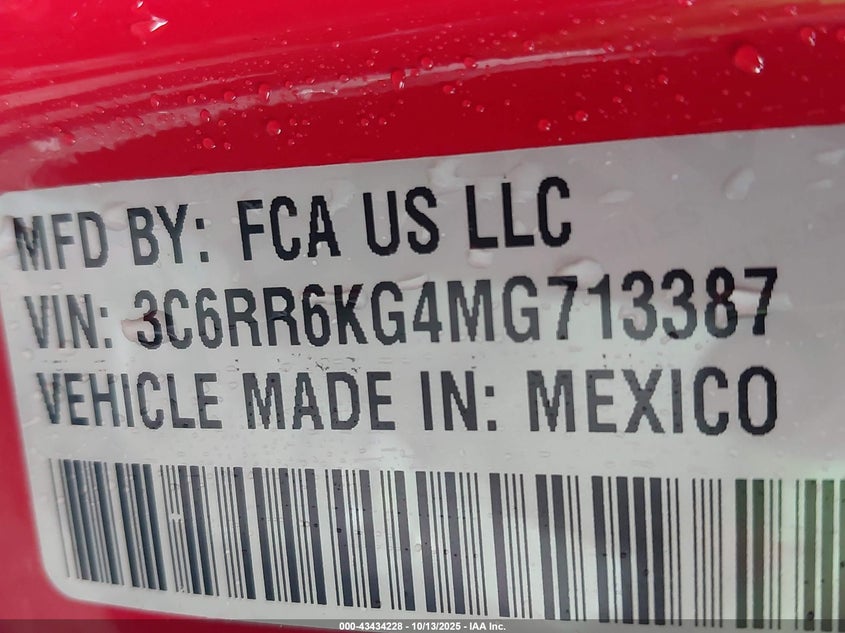 MFD BY: FCA US LLC
VIN: 3C6RR6KG4MG713387
VEHICLE MADE IN: MEXICO
000-43434228 - 10/13/2025 - IAA Inc.